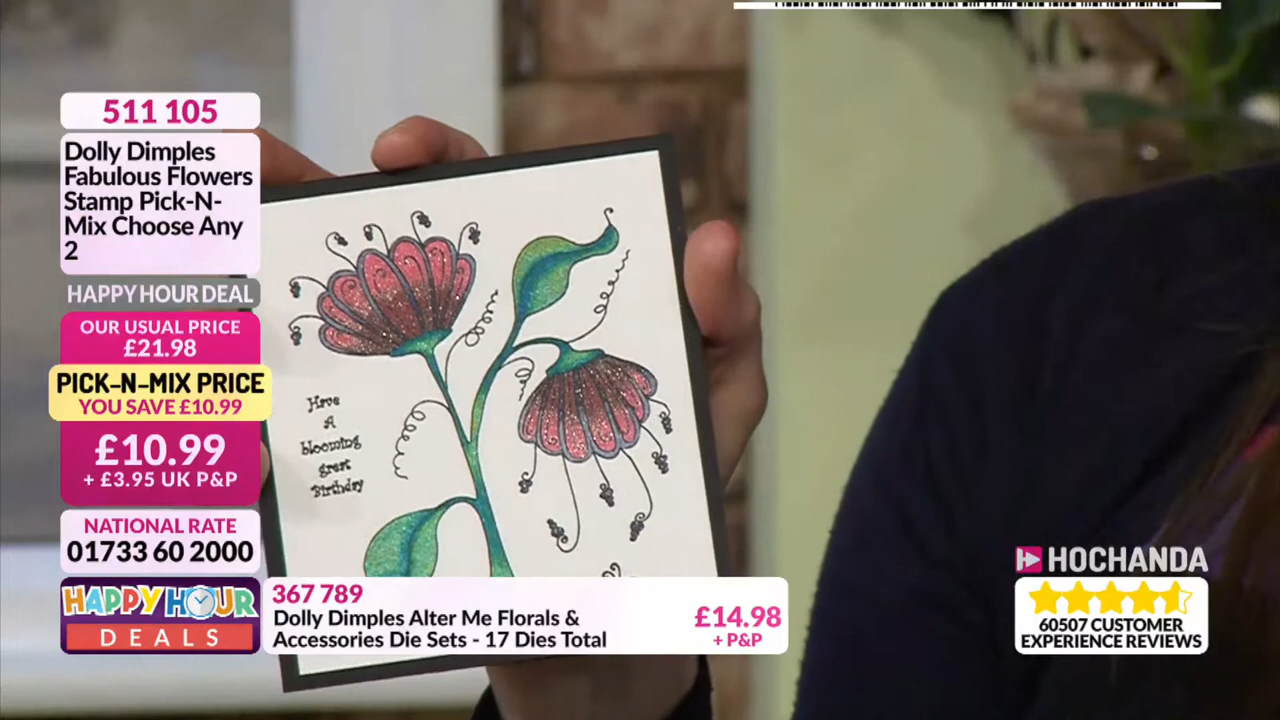 511 105
Dolly Dimples
Fabulous Flowers
Stamp Pick-N-
Mix Choose Any
2
HAPPY HOUR DEAL
OUR USUAL PRICE
£21.98
PICK-N-MIX PRICE
YOU SAVE £10.99
£10.99
+ £3.95 UK P&P
NATIONAL RATE
01733 60 2000
HAPPY HOUR
DEALS
Have
A
blooming
great
Birthday
367 789
Dolly Dimples Alter Me Florals &
Accessories Die Sets - 17 Dies Total
£14.98
+ P&P
HOCHANDA
60507 CUSTOMER
EXPERIENCE REVIEWS